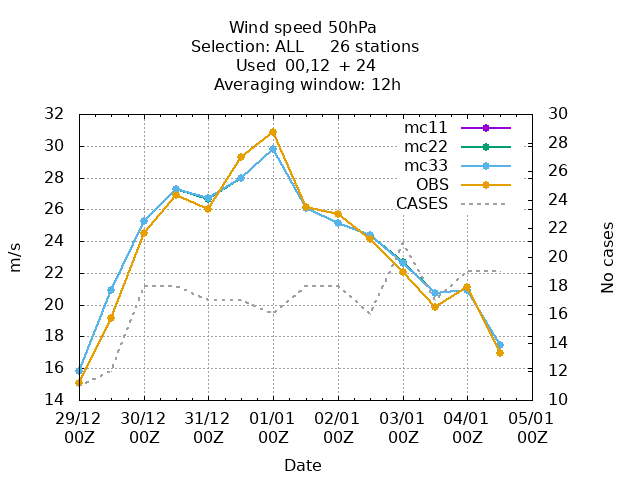 Wind speed 50hPa
Selection: ALL 26 stations
Used 00,12 + 24
Averaging window: 12h
32 30
30 28
28 26
26 24
24 22
22 20
20 18
18 16
16 14
14 12
10
m/s
No cases
mc11
mc22
mc33
OBS
CASES
29/12 30/12 31/12 01/01 02/01 03/01 04/01 05/01
00Z 00Z 00Z 00Z 00Z 00Z 00Z 00Z
Date